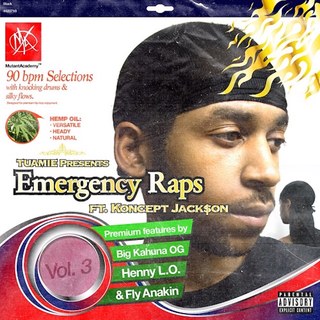 MutantAcademy
90 bpm Selections
with knocking drums &
silky flows.
HEMP OIL:
• VERSATILE
• HEADY
• NATURAL
TUAMIE PRESENTS
Emergency Raps
FT. KONCEPT JACK$ON
Premium features by
Big Kahuna OG
Henny L.O.
& Fly Anakin
Vol. 3
PARENTAL
ADVISORY
EXPLICIT CONTENT